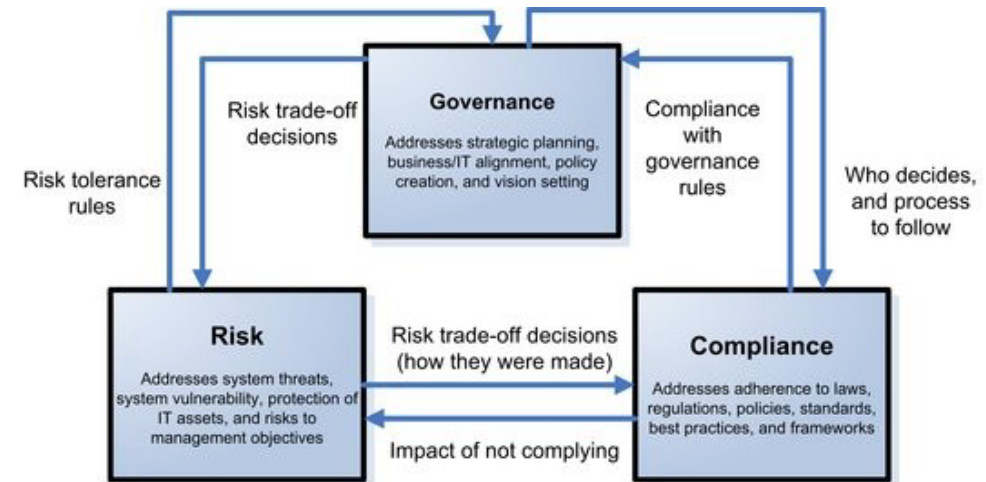 Governance
Addresses strategic planning,
business/IT alignment, policy
creation, and vision setting
Risk trade-off
decisions
Compliance
with
governance
rules
Risk tolerance
rules
Who decides,
and process
to follow
Risk
Addresses system threats,
system vulnerability, protection of
IT assets, and risks to
management objectives
Risk trade-off decisions
(how they were made)
Impact of not complying
Compliance
Addresses adherence to laws,
regulations, policies, standards,
best practices, and frameworks